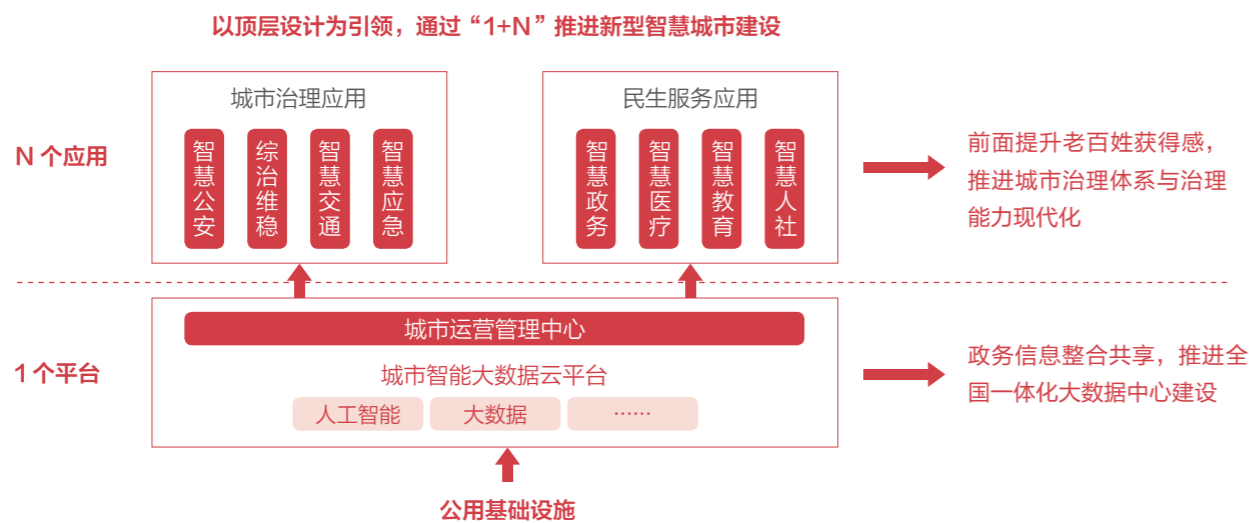 以顶层设计为引领，通过“1+N”推进新型智慧城市建设
城市治理应用
民生服务应用
N 个应用
智慧公安
综治维稳
智慧交通
智慧应急
智慧政务
智慧医疗
智慧教育
智慧人社
前面提升老百姓获得感，
推进城市治理体系与治理
能力现代化
1 个平台
城市运营管理中心
城市智能大数据云平台
人工智能
大数据
……
政务信息整合共享，推进全
国一体化大数据中心建设
公用基础设施